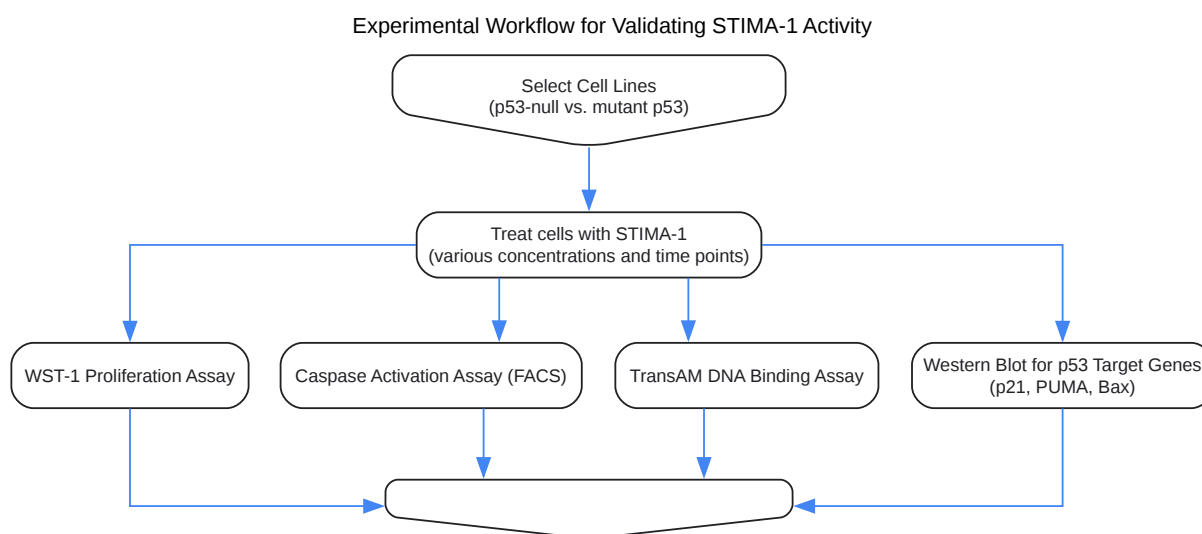 Experimental Workflow for Validating STIMA-1 Activity
Select Cell Lines
(p53-null vs. mutant p53)
Treat cells with STIMA-1
(various concentrations and time points)
WST-1 Proliferation Assay
Caspase Activation Assay (FACS)
TransAM DNA Binding Assay
Western Blot for p53 Target Genes
(p21, PUMA, Bax)